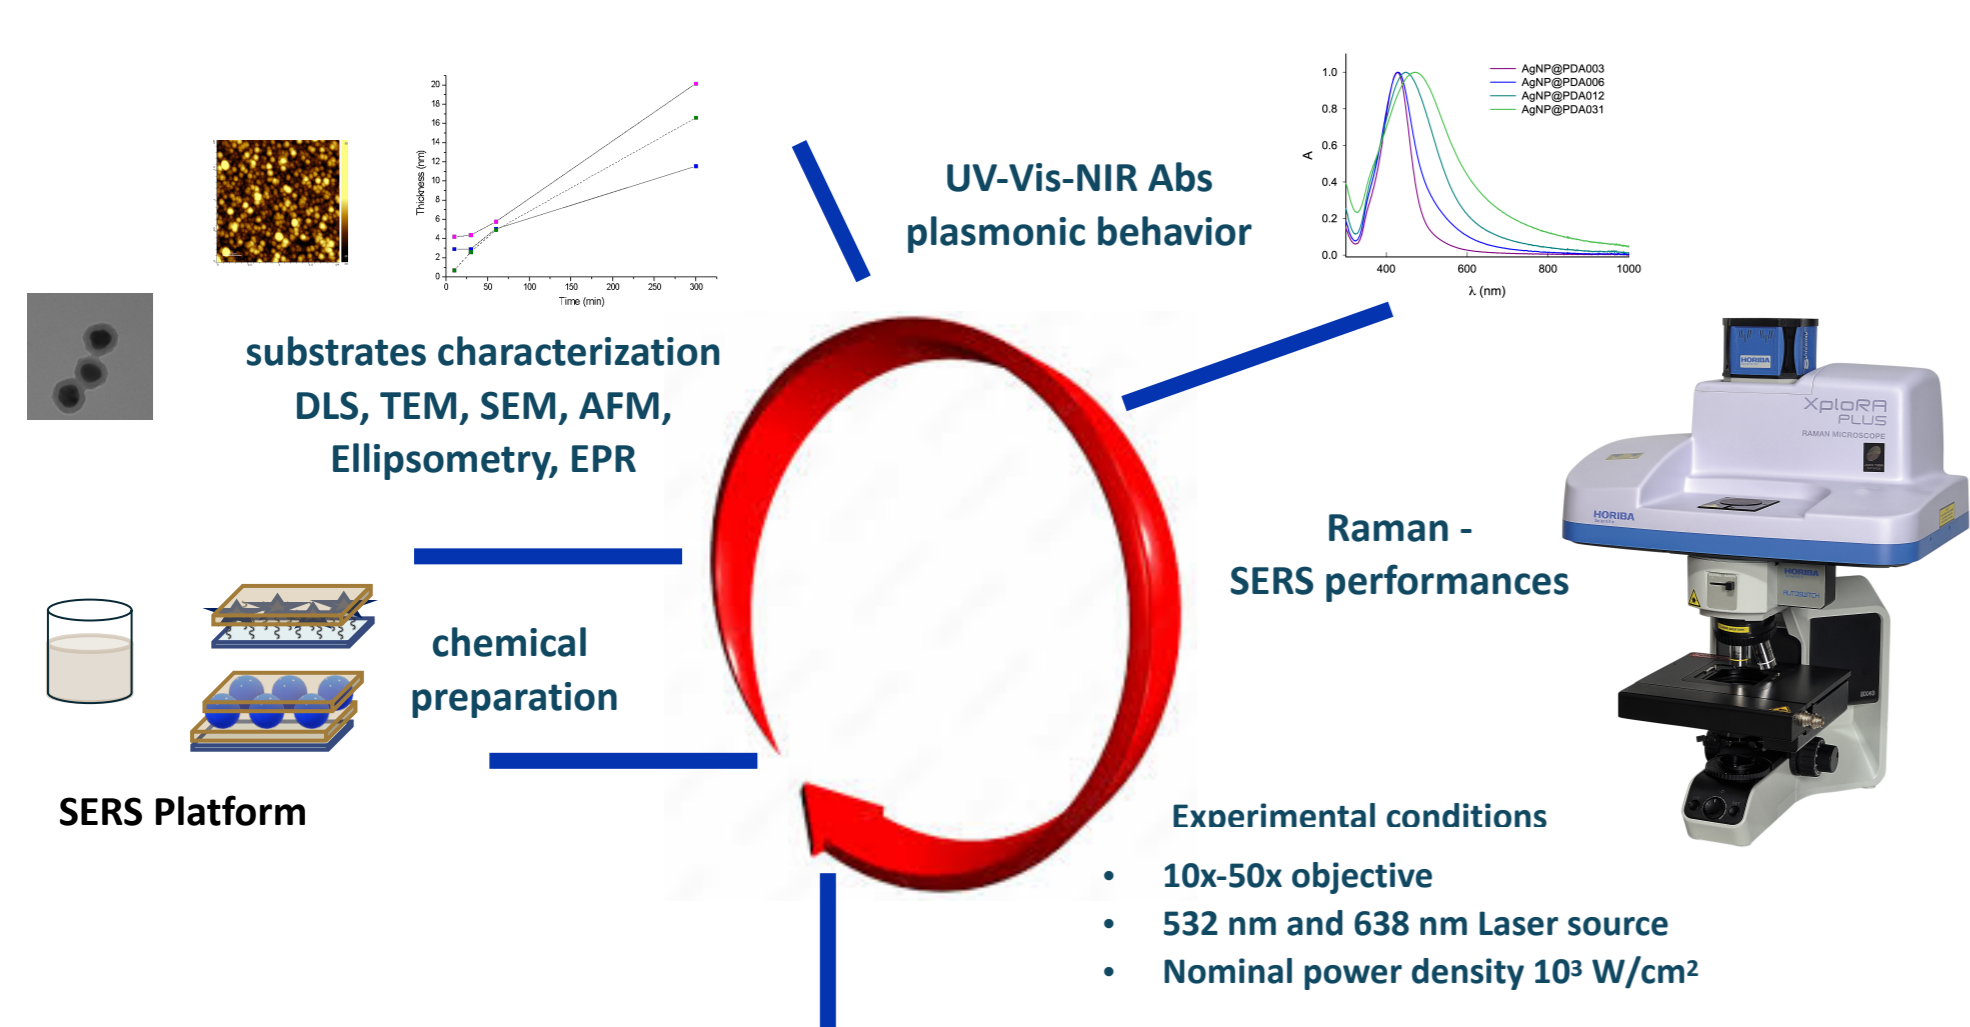 20
18
16
14
12
10
8
6
4
2
0
Thickness (nm)
0 50 100 150 200 250 300
Time (min)
UV-Vis-NIR Abs
plasmonic behavior
AgNP@PDA003
AgNP@PDA006
AgNP@PDA012
AgNP@PDA031
1.0
0.8
0.6
0.4
0.2
0.0
A
400 600 800 1000
λ (nm)
substrates characterization
DLS, TEM, SEM, AFM,
Ellipsometry, EPR
HORIBA
XploRA
PLUS
RAMAN MICROSCOPE
HORIBA
HORIBA
Raman -
SERS performances
chemical
preparation
SERS Platform
Experimental conditions
• 10x-50x objective
• 532 nm and 638 nm Laser source
• Nominal power density 10³ W/cm²